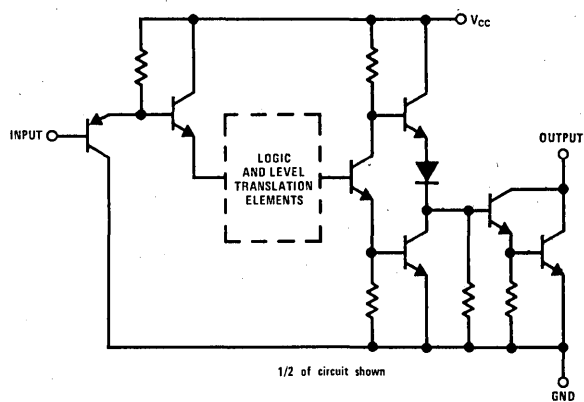 VCC
INPUT
OUTPUT
LOGIC
AND LEVEL
TRANSLATION
ELEMENTS
1/2 of circuit shown
GND